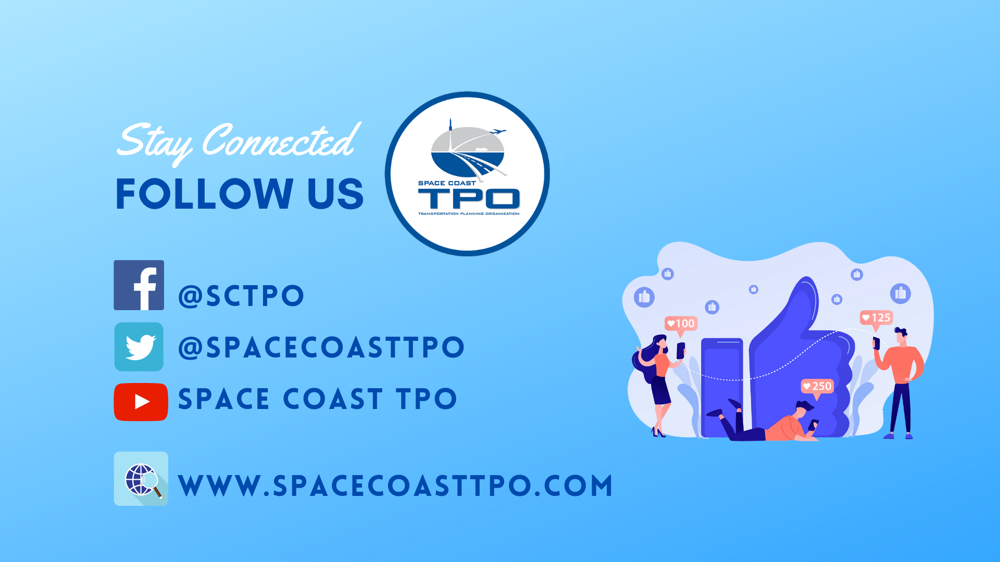 Stay Connected
FOLLOW US
SPACE COAST
TPO
TRANSPORTATION PLANNING ORGANIZATION
@SCTPO
@SPACECOASTTPO
SPACE COAST TPO
WWW.SPACECOASTTPO.COM
100
125
250